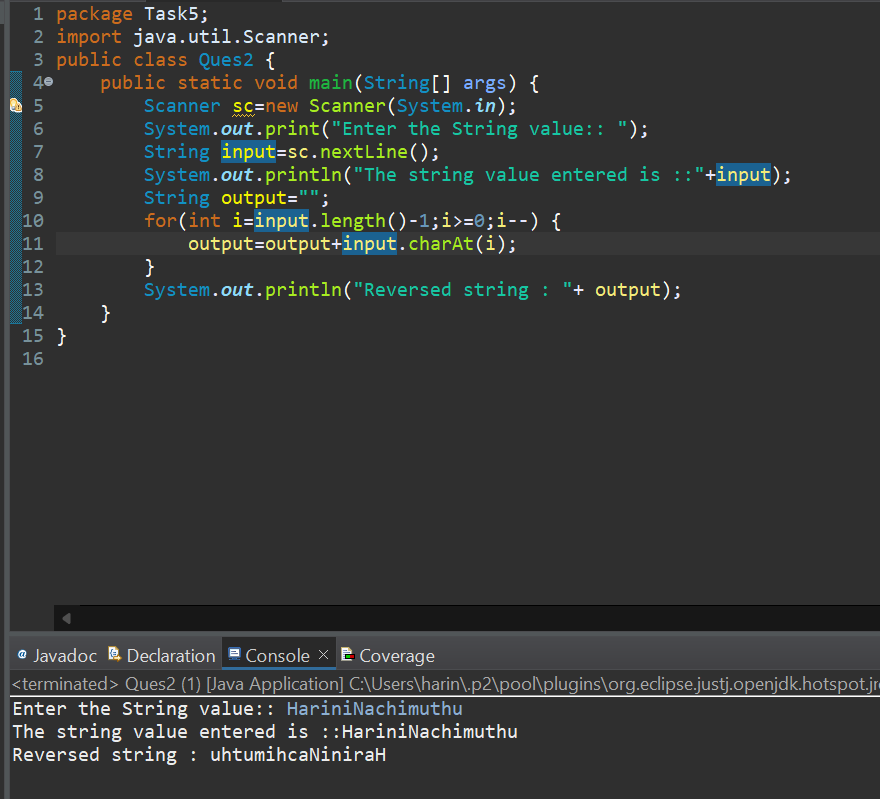 1 package Task5;
2 import java.util.Scanner;
3 public class Ques2 {
4 public static void main(String[] args) {
5 Scanner sc=new Scanner(System.in);
6 System.out.print("Enter the String value:: ");
7 String input=sc.nextLine();
8 System.out.println("The string value entered is ::"+input);
9 String output="";
10 for(int i=input.length()-1;i>=0;i--) {
11 output=output+input.charAt(i);
12 }
13 System.out.println("Reversed string : "+ output);
14 }
15 }
16
@ Javadoc Declaration Console × Coverage
<terminated> Ques2 (1) [Java Application] C:\Users\harin\.p2\pool\plugins\org.eclipse.justj.openjdk.hotspot.jr
Enter the String value:: HariniNachimuthu
The string value entered is ::HariniNachimuthu
Reversed string : uhtumihcaNiniraH